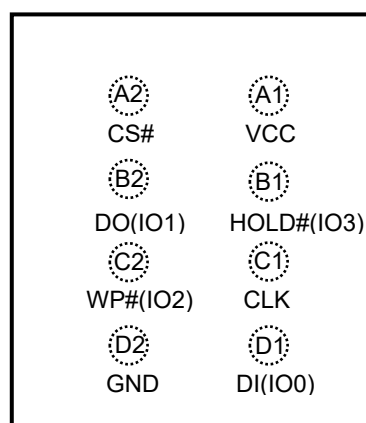 A2 A1
CS# VCC
B2 B1
DO(IO1) HOLD#(IO3)
C2 C1
WP#(IO2) CLK
D2 D1
GND DI(IO0)